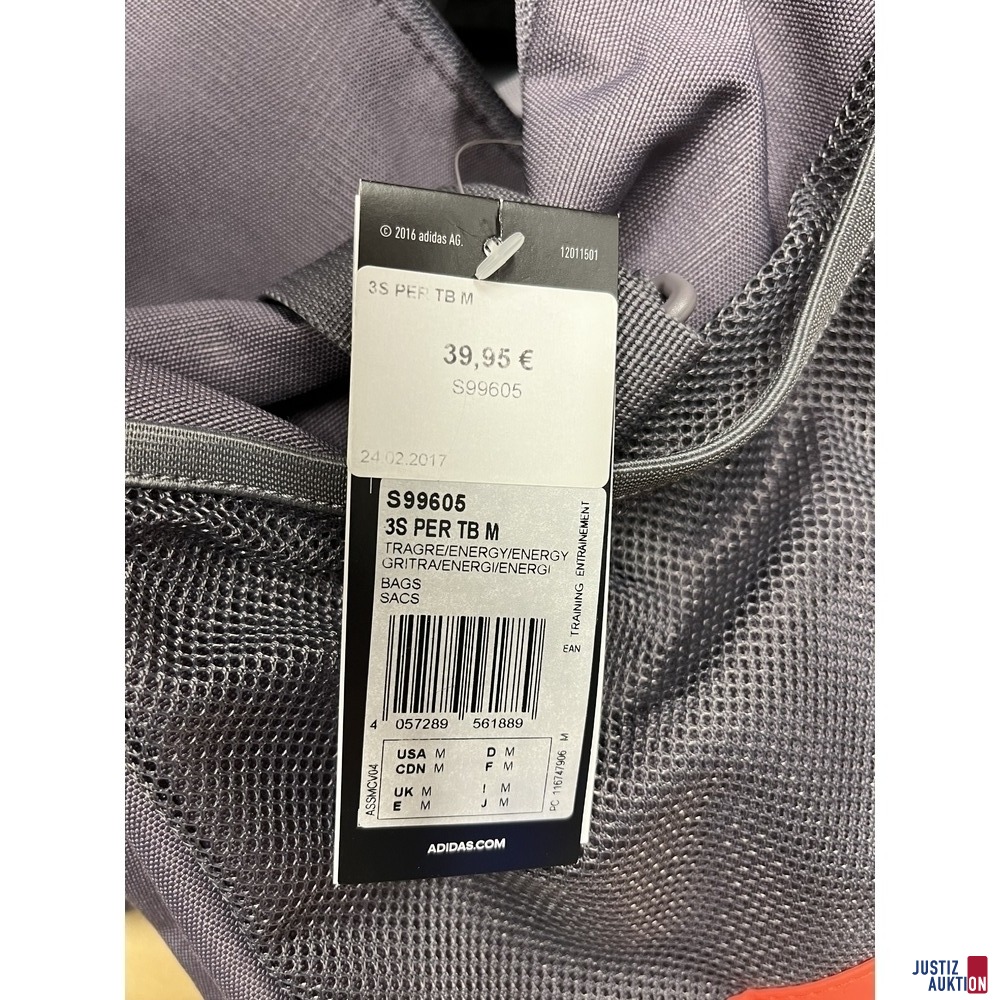 © 2016 adidas AG.
12011501
3S PER TB M
39,95 €
S99605
24.02.2017
S99605
3S PER TB M
TRAGRE/ENERGY/ENERGY
GRITRA/ENERGI/ENERGI
BAGS
SACS
TRAINING ENTRAINEMENT
EAN
4 057289 561889
USA M D M
CDN M F M
UK M I M
E M J M
ASSMCV04
PC 116747906 M
ADIDAS.COM
JUSTIZ
AUKTION